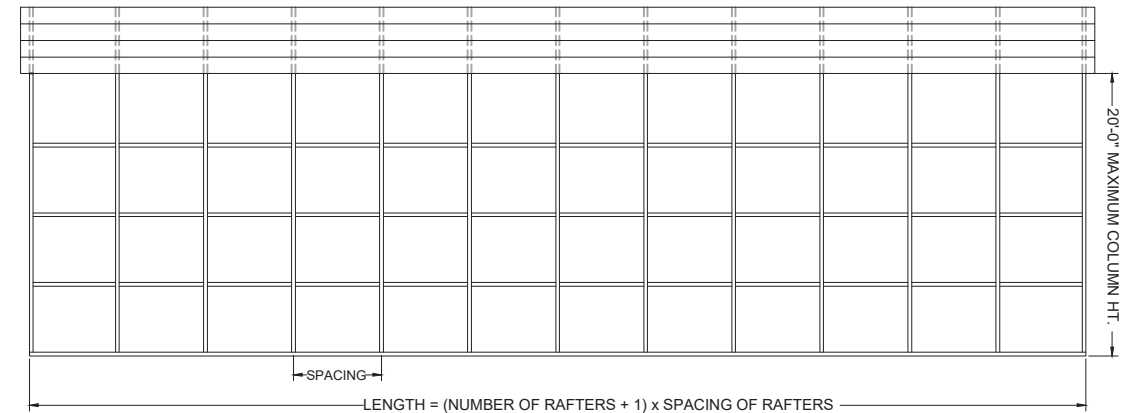 20'-0" MAXIMUM COLUMN HT.
SPACING
LENGTH = (NUMBER OF RAFTERS + 1) x SPACING OF RAFTERS